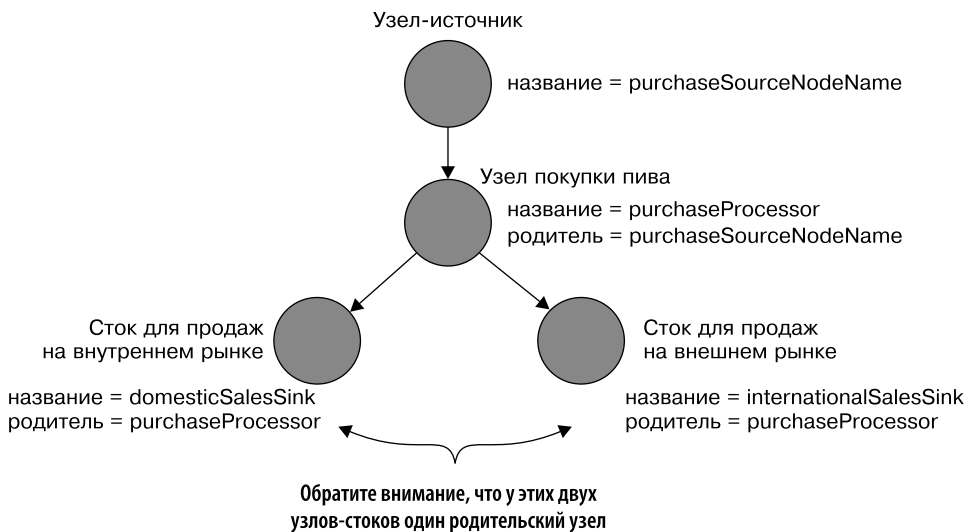 Узел-источник
название = purchaseSourceNodeName
Узел покупки пива
название = purchaseProcessor
родитель = purchaseSourceNodeName
Сток для продаж
на внутреннем рынке
название = domesticSalesSink
родитель = purchaseProcessor
Сток для продаж
на внешнем рынке
название = internationalSalesSink
родитель = purchaseProcessor
Обратите внимание, что у этих двух
узлов-стоков один родительский узел